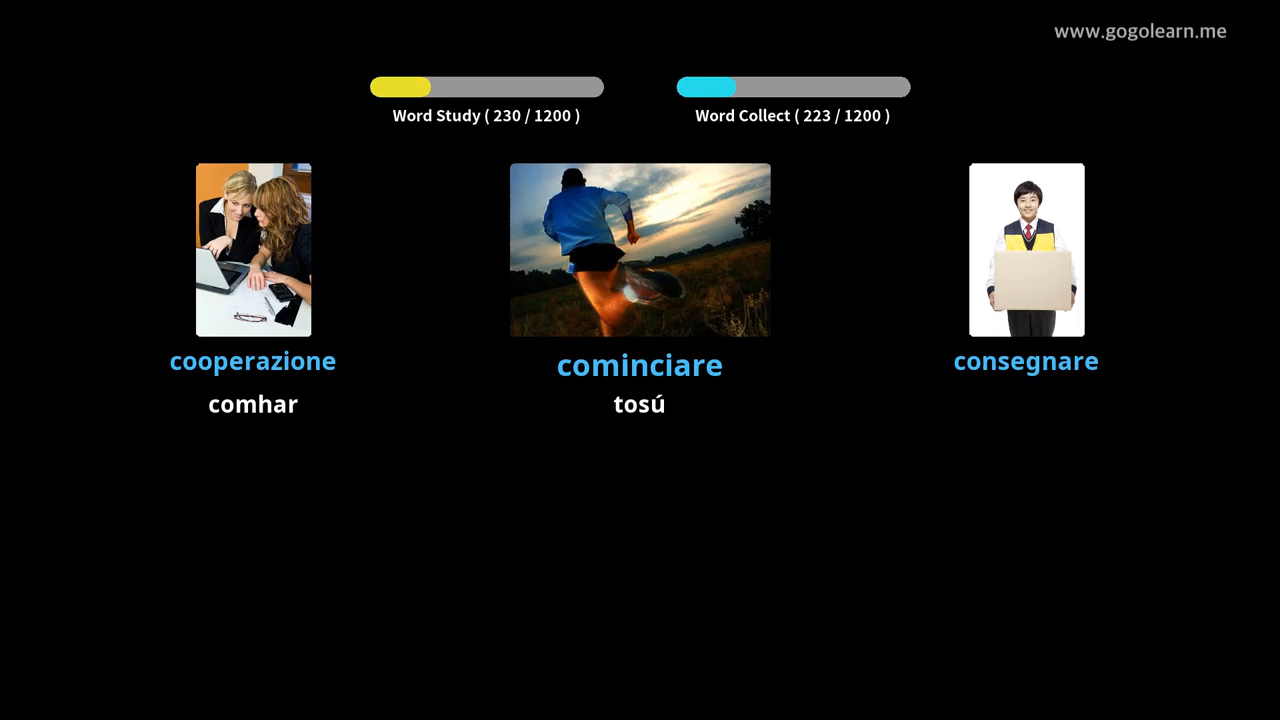 www.gogolearn.me
Word Study ( 230 / 1200 )
Word Collect ( 223 / 1200 )
cooperazione
comhar
cominciare
tosú
consegnare